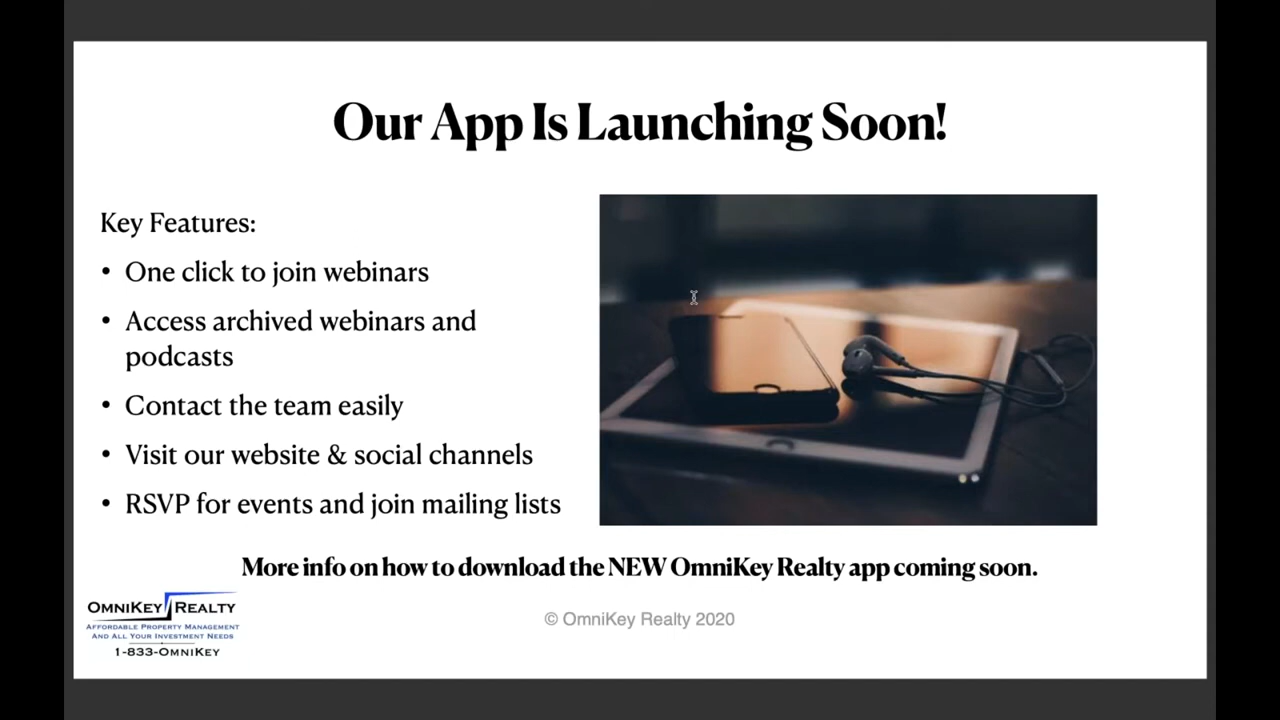 Our App Is Launching Soon!
Key Features:
• One click to join webinars
• Access archived webinars and
podcasts
• Contact the team easily
• Visit our website & social channels
• RSVP for events and join mailing lists
More info on how to download the NEW OmniKey Realty app coming soon.
OMNIKEY REALTY
AFFORDABLE PROPERTY MANAGEMENT
AND ALL YOUR INVESTMENT NEEDS
1-833-OMNIKEY
© OmniKey Realty 2020